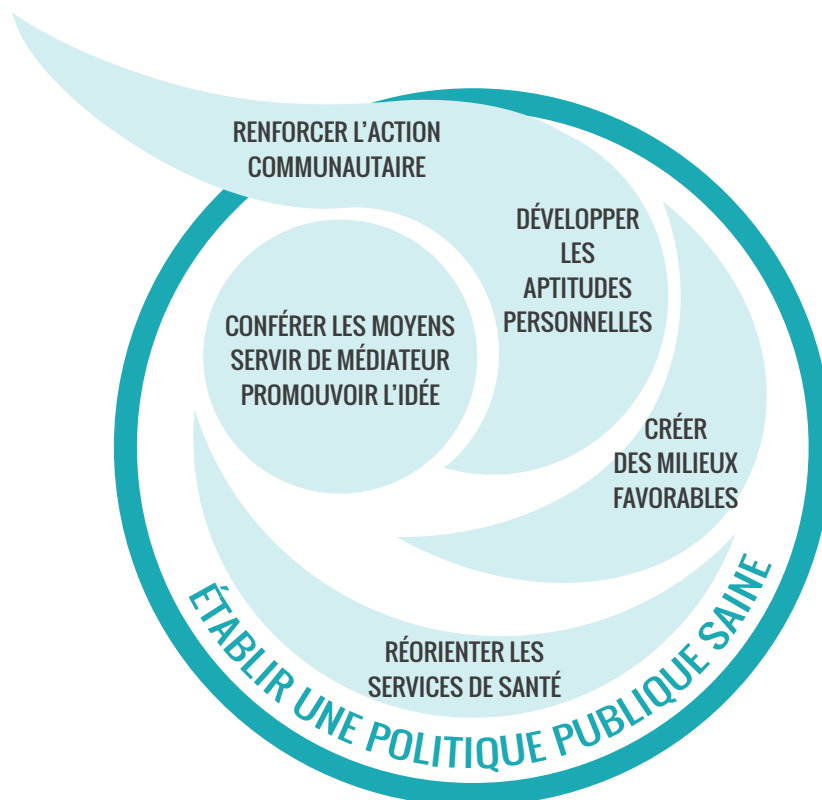 RENFORCER L'ACTION
COMMUNAUTAIRE
DÉVELOPPER
LES
APTITUDES
PERSONNELLES
CONFÉRER LES MOYENS
SERVIR DE MÉDIATEUR
PROMOUVOIR L'IDÉE
CRÉER
DES MILIEUX
FAVORABLES
RÉORIENTER LES
SERVICES DE SANTÉ
ÉTABLIR UNE POLITIQUE PUBLIQUE SAINE